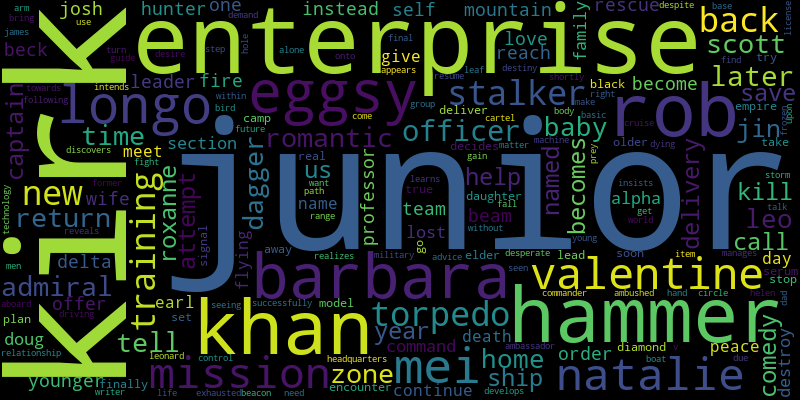 kirk
enterprise
junior
rob
hammer
khan
barbara
eggsy
longo
mei
natalie
valentine
torpedo
mission
stalker
officer
training
admiral
captain
new
time
return
tell
romantic
dagger
back
scott
later
save
jin
baby
help
named
becomes
delivery
leo
call
kill
day
comedy
destroy
peace
order
home
ship
zone
year
command
death
professor
team
lost
beam
us
name
section
roxanne
attempt
flying
earl
set
wife
meet
camp
fire
leader
beck
josh
hunter
one
instead
self
mountain
rescue
love
give
reach
family
base
become
black
alpha
daughter
delta
offer
plan
doug
younger
finally
relationship
writer
life
exhausted
beacon
need
headquarters
control
model
successfully
seeing
away
signal
real
discovers
fight
bird
within
future
empire
technology
men
reveals
former
aboard
driving
intends
following
towards
turn
guide
james
bring
arm
use
despite
demand
hole
desire
step
alone
final
onto
appears
destiny
resume
shortly
leaf
group
deliver
cartel
come
decides
gain
matter
machine
prey
body
basic
cruise
right
older
dying
make
find
try
license
take
storm
talk
insists
get
world
soon
young
manages
item
serum
stop
dad
due
helen
diamond
boat
circle
hand
commander
ambushed
seen
lead
desperate
without
fail
military
advice
elder
learns
true
range
want
path
realizes
go
encounter
continue
develops
ambassador
leonard
v
frozen